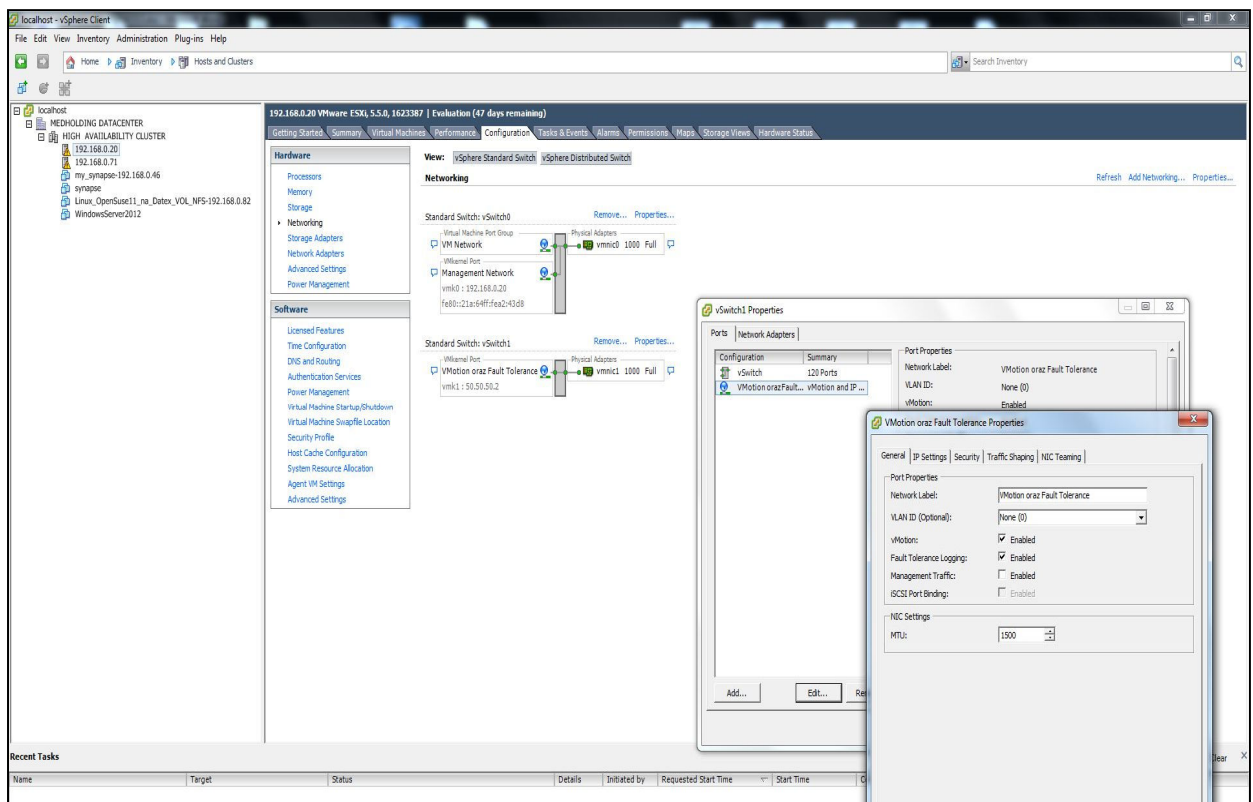 localhost - vSphere Client
File Edit View Inventory Administration Plug-ins Help
Home Inventory Hosts and Clusters
Search Inventory
localhost
MEDHOLDING DATACENTER
HIGH AVAILABILITY CLUSTER
192.168.0.20
192.168.0.71
my_synapse-192.168.0.46
synapse
Linux_OpenSuse11_na_Datex_VOL_NFS-192.168.0.82
WindowsServer2012
192.168.0.20 VMware ESXi, 5.5.0, 1623387 | Evaluation (47 days remaining)
Getting Started Summary Virtual Machines Performance Configuration Tasks & Events Alarms Permissions Maps Storage Views Hardware Status
Hardware
Processors
Memory
Storage
Networking
Storage Adapters
Network Adapters
Advanced Settings
Power Management
Software
Licensed Features
Time Configuration
DNS and Routing
Authentication Services
Power Management
Virtual Machine Startup/Shutdown
Virtual Machine Swapfile Location
Security Profile
Host Cache Configuration
System Resource Allocation
Agent VM Settings
Advanced Settings
View: vSphere Standard Switch vSphere Distributed Switch
Networking
Refresh Add Networking... Properties...
Standard Switch: vSwitch0 Remove... Properties...
Virtual Machine Port Group Physical Adapters
VM Network vmnic0 1000 Full
VMkernel Port
Management Network
vmk0 : 192.168.0.20
fe80::21a:64ff:fea2:43d8
Standard Switch: vSwitch1 Remove... Properties...
VMkernel Port Physical Adapters
VMotion oraz Fault Tolerance vmnic1 1000 Full
vmk1 : 50.50.50.2
vSwitch1 Properties
Ports Network Adapters
Configuration Summary
vSwitch 120 Ports
VMotion orazFault... vMotion and IP ...
Port Properties
Network Label: VMotion oraz Fault Tolerance
VLAN ID: None (0)
vMotion: Enabled
Add... Edit... Re
VMotion oraz Fault Tolerance Properties
General IP Settings Security Traffic Shaping NIC Teaming
Port Properties
Network Label: VMotion oraz Fault Tolerance
VLAN ID (Optional): None (0)
vMotion: Enabled
Fault Tolerance Logging: Enabled
Management Traffic: Enabled
iSCSI Port Binding: Enabled
NIC Settings
MTU: 1500
Recent Tasks
Clear X
Name Target Status Details Initiated by Requested Start Time Start Time